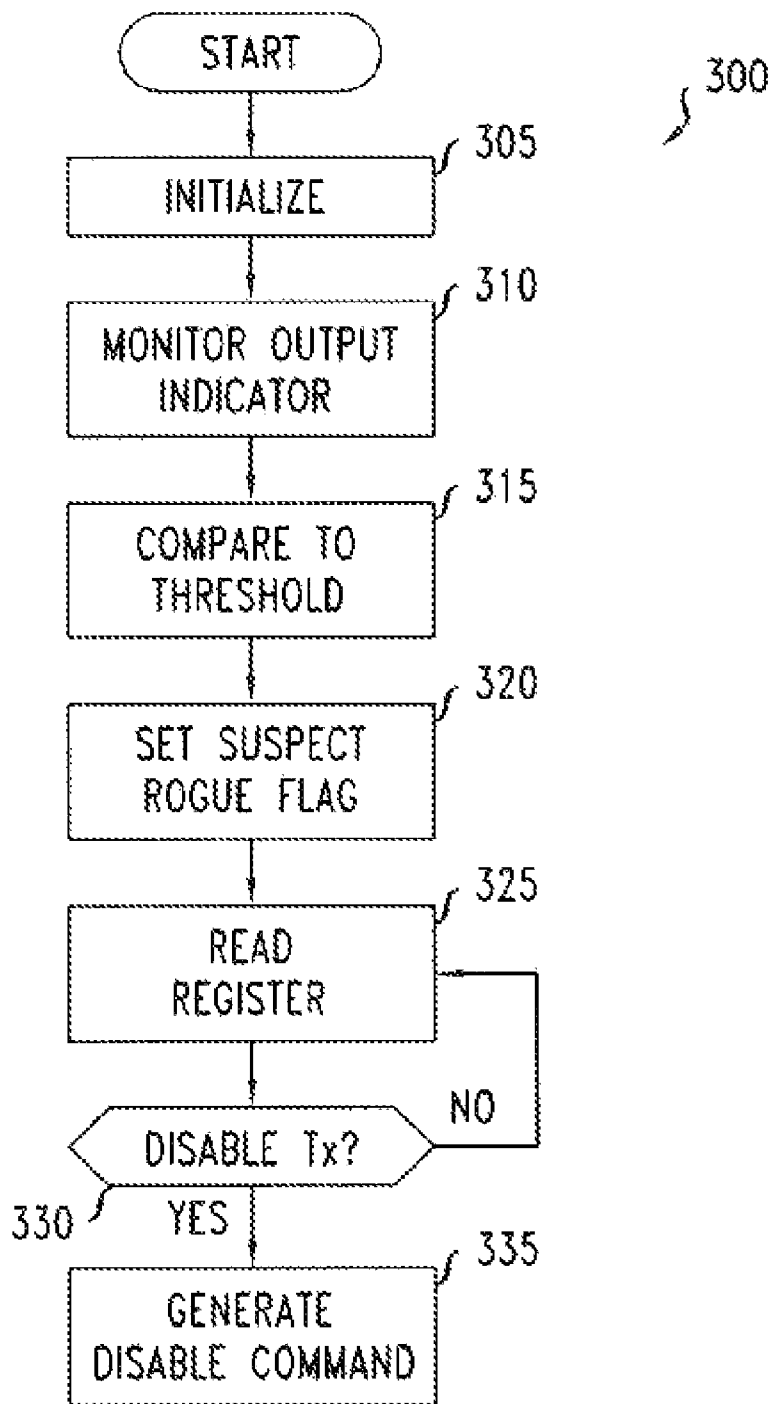 START
300
305
INITIALIZE
310
MONITOR OUTPUT
INDICATOR
315
COMPARE TO
THRESHOLD
320
SET SUSPECT
ROGUE FLAG
325
READ
REGISTER
NO
DISABLE Tx?
330
YES
335
GENERATE
DISABLE COMMAND